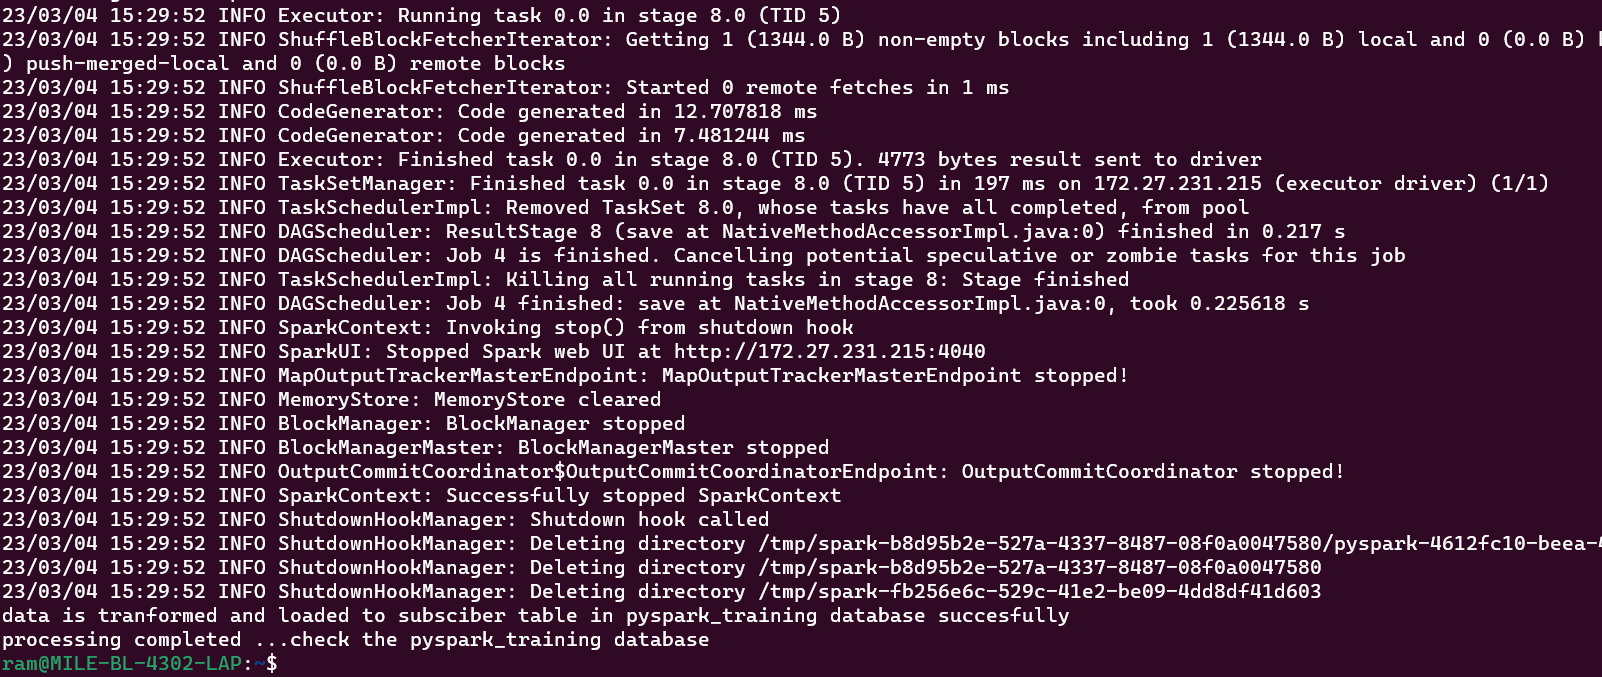 23/03/04 15:29:52 INFO Executor: Running task 0.0 in stage 8.0 (TID 5)
23/03/04 15:29:52 INFO ShuffleBlockFetcherIterator: Getting 1 (1344.0 B) non-empty blocks including 1 (1344.0 B) local and 0 (0.0 B)
) push-merged-local and 0 (0.0 B) remote blocks
23/03/04 15:29:52 INFO ShuffleBlockFetcherIterator: Started 0 remote fetches in 1 ms
23/03/04 15:29:52 INFO CodeGenerator: Code generated in 12.707818 ms
23/03/04 15:29:52 INFO CodeGenerator: Code generated in 7.481244 ms
23/03/04 15:29:52 INFO Executor: Finished task 0.0 in stage 8.0 (TID 5). 4773 bytes result sent to driver
23/03/04 15:29:52 INFO TaskSetManager: Finished task 0.0 in stage 8.0 (TID 5) in 197 ms on 172.27.231.215 (executor driver) (1/1)
23/03/04 15:29:52 INFO TaskSchedulerImpl: Removed TaskSet 8.0, whose tasks have all completed, from pool
23/03/04 15:29:52 INFO DAGScheduler: ResultStage 8 (save at NativeMethodAccessorImpl.java:0) finished in 0.217 s
23/03/04 15:29:52 INFO DAGScheduler: Job 4 is finished. Cancelling potential speculative or zombie tasks for this job
23/03/04 15:29:52 INFO TaskSchedulerImpl: Killing all running tasks in stage 8: Stage finished
23/03/04 15:29:52 INFO DAGScheduler: Job 4 finished: save at NativeMethodAccessorImpl.java:0, took 0.225618 s
23/03/04 15:29:52 INFO SparkContext: Invoking stop() from shutdown hook
23/03/04 15:29:52 INFO SparkUI: Stopped Spark web UI at http://172.27.231.215:4040
23/03/04 15:29:52 INFO MapOutputTrackerMasterEndpoint: MapOutputTrackerMasterEndpoint stopped!
23/03/04 15:29:52 INFO MemoryStore: MemoryStore cleared
23/03/04 15:29:52 INFO BlockManager: BlockManager stopped
23/03/04 15:29:52 INFO BlockManagerMaster: BlockManagerMaster stopped
23/03/04 15:29:52 INFO OutputCommitCoordinator$OutputCommitCoordinatorEndpoint: OutputCommitCoordinator stopped!
23/03/04 15:29:52 INFO SparkContext: Successfully stopped SparkContext
23/03/04 15:29:52 INFO ShutdownHookManager: Shutdown hook called
23/03/04 15:29:52 INFO ShutdownHookManager: Deleting directory /tmp/spark-b8d95b2e-527a-4337-8487-08f0a0047580/pyspark-4612fc10-beea-
23/03/04 15:29:52 INFO ShutdownHookManager: Deleting directory /tmp/spark-b8d95b2e-527a-4337-8487-08f0a0047580
23/03/04 15:29:52 INFO ShutdownHookManager: Deleting directory /tmp/spark-fb256e6c-529c-41e2-be09-4dd8df41d603
data is tranformed and loaded to subsciber table in pyspark_training database succesfully
processing completed ...check the pyspark_training database
ram@MILE-BL-4302-LAP:~$